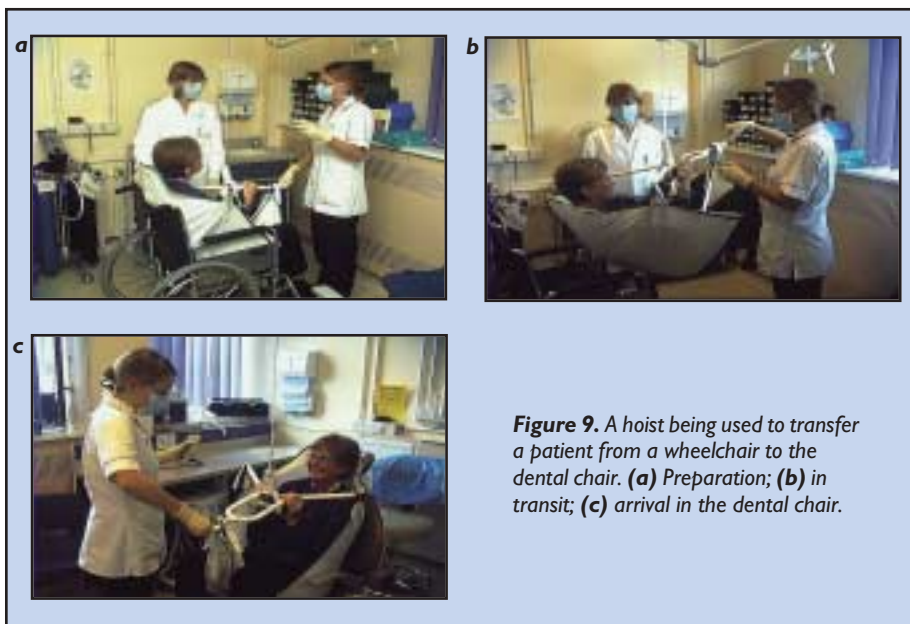 a
b
c
Figure 9. A hoist being used to transfer
a patient from a wheelchair to the
dental chair. (a) Preparation; (b) in
transit; (c) arrival in the dental chair.